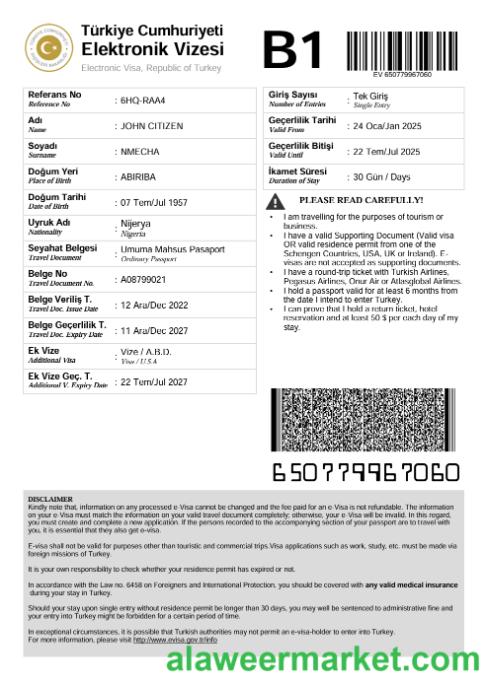 Türkiye Cumhuriyeti
Elektronik Vizesi
Electronic Visa, Republic of Turkey
B1
EV 650779967060
Referans No : 6HQ-RAA4
Reference No
Adı : JOHN CITIZEN
Name
Soyadı : NMECHA
Surname
Doğum Yeri : ABIRIBA
Place of Birth
Doğum Tarihi : 07 Tem/Jul 1957
Date of Birth
Uyruk Adı : Nijerya
Nationality Nigeria
Seyahat Belgesi : Umuma Mahsus Pasaport
Travel Document Ordinary Passport
Belge No : A08799021
Travel Document No.
Belge Veriliş T. : 12 Ara/Dec 2022
Travel Doc. Issue Date
Belge Geçerlilik T. : 11 Ara/Dec 2027
Travel Doc. Expiry Date
Ek Vize : Vize / A.B.D.
Additional Visa Visa / U.S.A
Ek Vize Geç. T. : 22 Tem/Jul 2027
Additional V. Expiry Date
Giriş Sayısı : Tek Giriş
Number of Entries Single Entry
Geçerlilik Tarihi : 24 Oca/Jan 2025
Valid From
Geçerlilik Bitişi : 22 Tem/Jul 2025
Valid Until
İkamet Süresi : 30 Gün / Days
Duration of Stay
PLEASE READ CAREFULLY!
• I am travelling for the purposes of tourism or
business.
• I have a valid Supporting Document (Valid visa
OR valid residence permit from one of the
Schengen Countries, USA, UK or Ireland). E-
visas are not accepted as supporting documents.
• I have a round-trip ticket with Turkish Airlines,
Pegasus Airlines, Onur Air or Atlasglobal Airlines.
• I hold a passport valid for at least 6 months from
the date I intend to enter Turkey.
• I can prove that I hold a return ticket, hotel
reservation and at least 50 $ per each day of my
stay.
650779967060
DISCLAIMER
Kindly note that, information on any processed e-Visa cannot be changed and the fee paid for an e-Visa is not refundable. The information
on your e-Visa must match the information on your valid travel document completely; otherwise, your e-Visa will be invalid. In this regard,
you must create and complete a new application. If the persons recorded to the accompanying section of your passport are to travel with
you, it is essential that they also get e-visa.
E-visa shall not be valid for purposes other than touristic and commercial trips.Visa applications such as work, study, etc. must be made via
foreign missions of Turkey.
It is your own responsibility to check whether your residence permit has expired or not.
In accordance with the Law no. 6458 on Foreigners and International Protection, you should be covered with any valid medical insurance
during your stay in Turkey.
Should your stay upon single entry without residence permit be longer than 30 days, you may well be sentenced to administrative fine and
your entry into Turkey might be forbidden for a certain period of time.
In exceptional circumstances, it is possible that Turkish authorities may not permit an e-visa-holder to enter into Turkey.
For more information, please visit http://www.evisa.gov.tr/info
alaweermarket.com